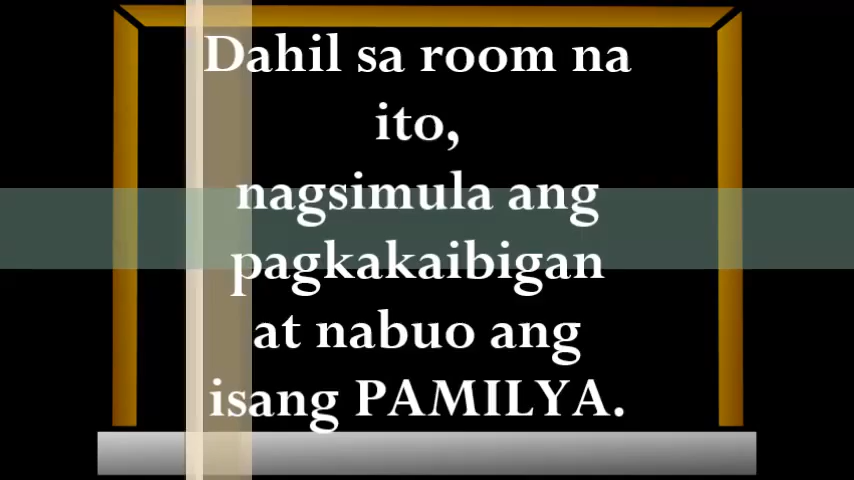 Dahil sa room na
ito,
nagsimula ang
pagkakaibigan
at nabuo ang
isang PAMILYA.